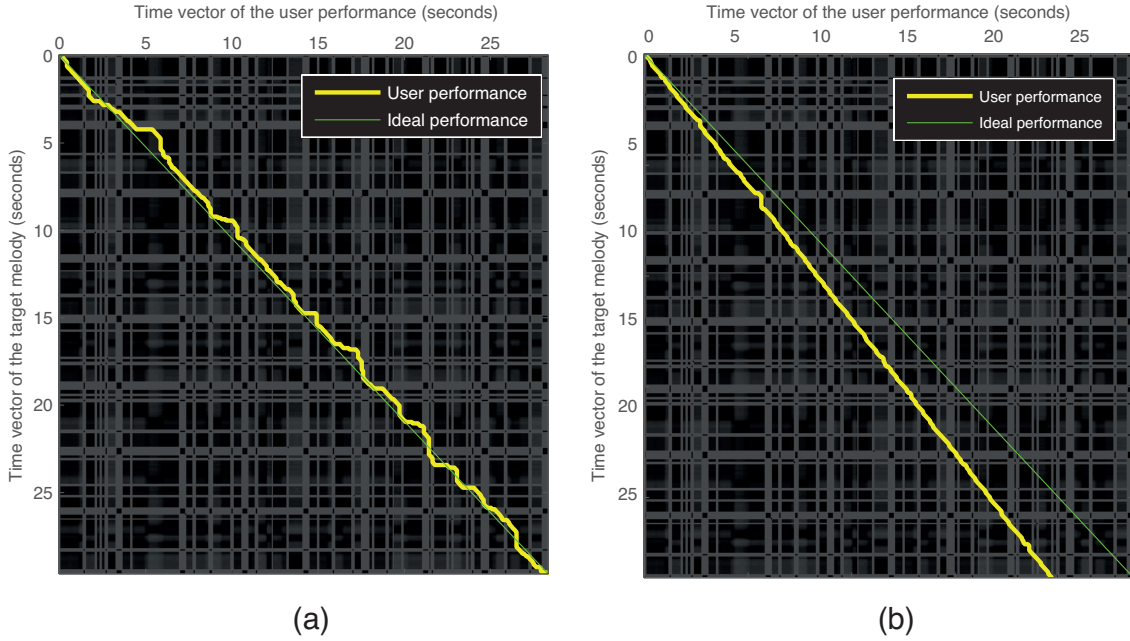 Time vector of the user performance (seconds)
0 5 10 15 20 25
0
5
10
15
20
25
Time vector of the target melody (seconds)
User performance
Ideal performance
(a)
Time vector of the user performance (seconds)
0 5 10 15 20 25
0
5
10
15
20
25
Time vector of the target melody (seconds)
User performance
Ideal performance
(b)